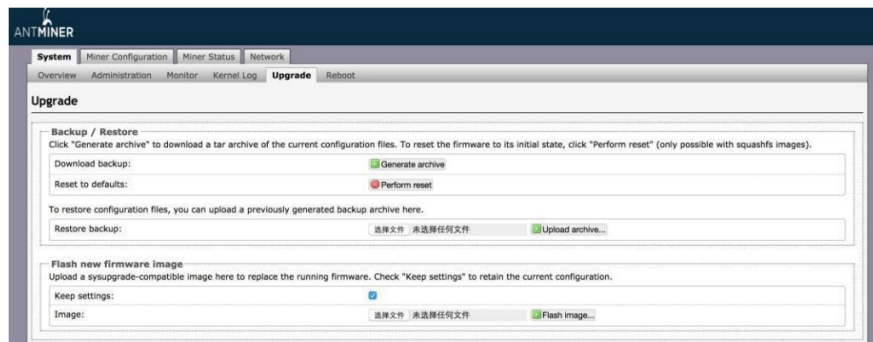 ANTMINER
System Miner Configuration Miner Status Network
Overview Administration Monitor Kernel Log Upgrade Reboot
Upgrade
Backup / Restore
Click "Generate archive" to download a tar archive of the current configuration files. To reset the firmware to its initial state, click "Perform reset" (only possible with squashfs images).
Download backup: Generate archive
Reset to defaults: Perform reset
To restore configuration files, you can upload a previously generated backup archive here.
Restore backup: 选择文件 未选择任何文件 Upload archive...
Flash new firmware image
Upload a sysupgrade-compatible image here to replace the running firmware. Check "Keep settings" to retain the current configuration.
Keep settings:
Image: 选择文件 未选择任何文件 Flash image...